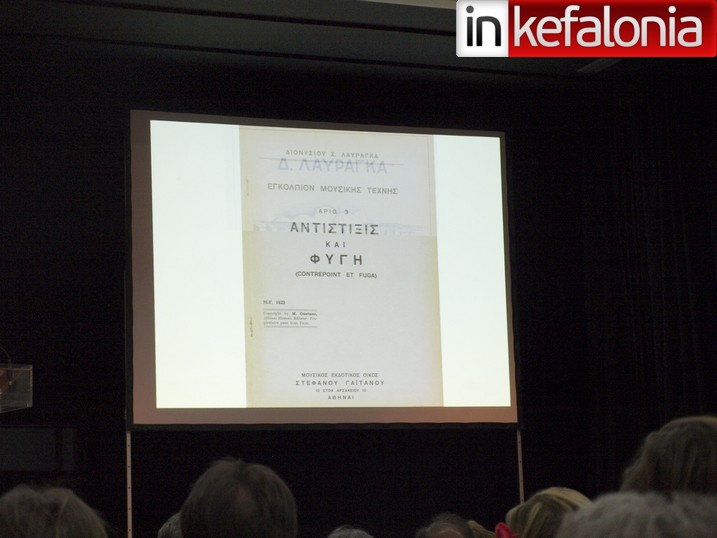 inkefalonia
ΔΙΟΝΥΣΙΟΥ Σ. ΛΑΥΡΑΓΚΑ
Δ. ΛΑΥΡΑΓΚΑ
ΕΓΚΟΛΠΙΟΝ ΜΟΥΣΙΚΗΣ ΤΕΧΝΗΣ
ΑΡΙΘ.
ΑΝΤΙΣΤΙΞΙΣ
ΚΑΙ
ΦΥΓΗ
(CONTREPOINT ET FUGA)
ΜΟΥΣΙΚΟΣ ΕΚΔΟΤΙΚΟΣ ΟΙΚΟΣ
ΣΤΕΦΑΝΟΥ ΓΑΪΤΑΝΟΥ
ΑΘΗΝΑΙ